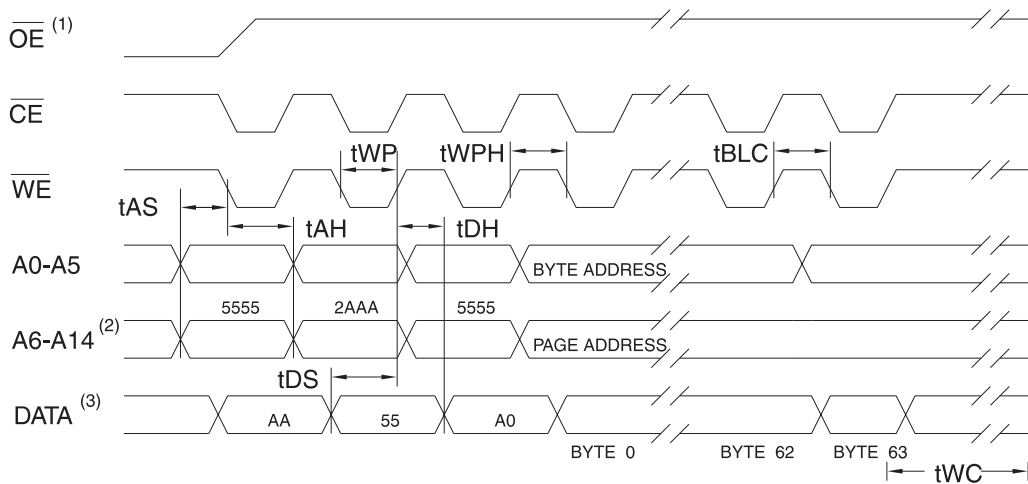 OE (1)
CE
tWP
tWPH
tBLC
WE
tAS
tAH
tDH
A0-A5
BYTE ADDRESS
5555
2AAA
5555
A6-A14 (2)
PAGE ADDRESS
tDS
DATA (3)
AA
55
A0
BYTE 0
BYTE 62
BYTE 63
tWC